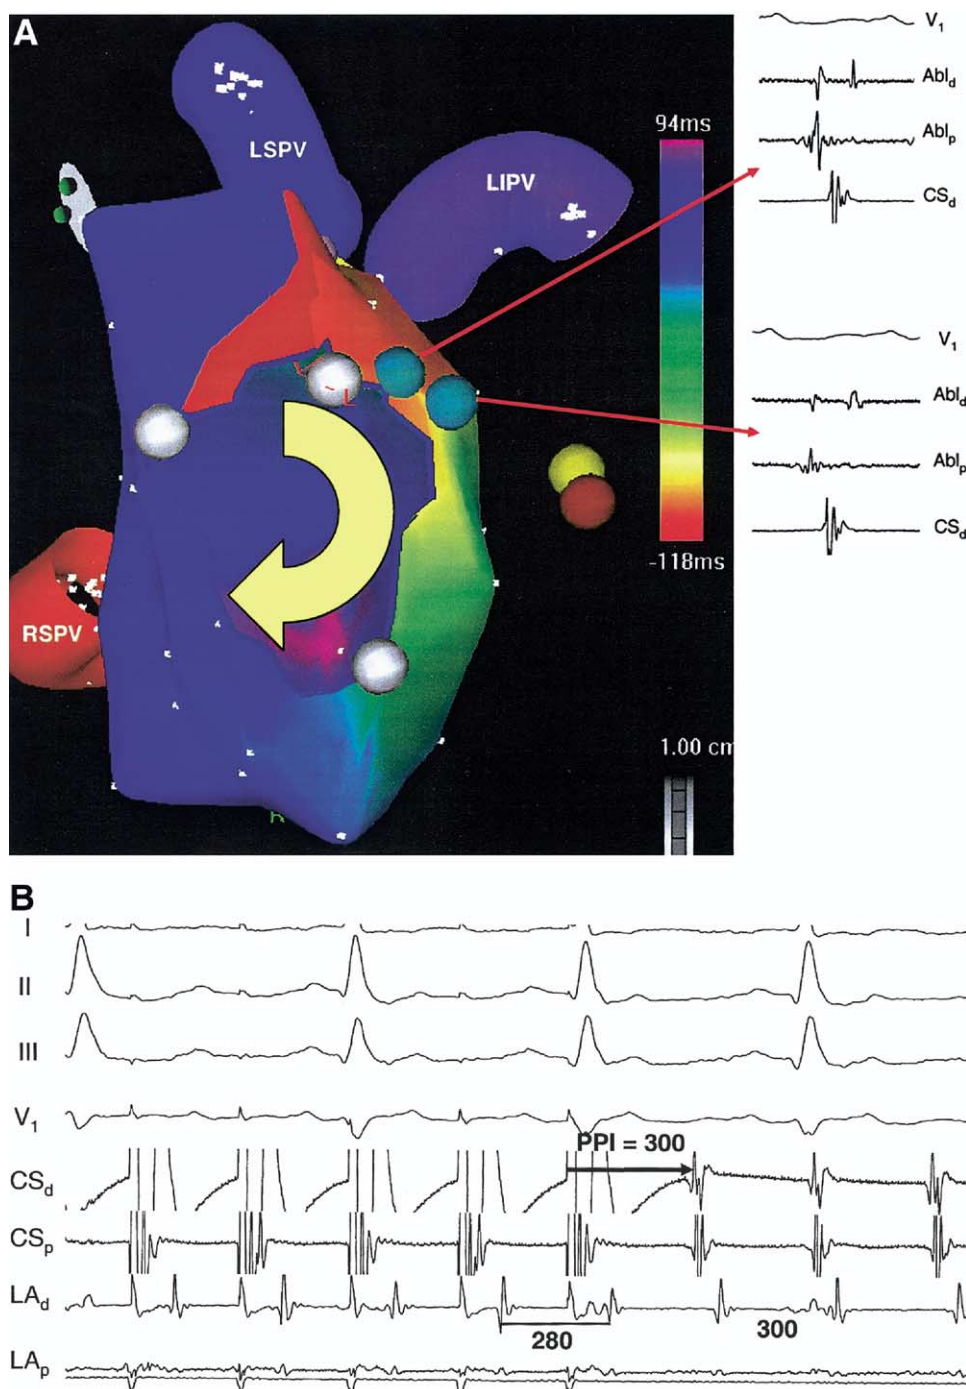 A
LSPV
LIPV
RSPV
94ms
-118ms
1.00 cm
L
R
V1
Abld
Ablp
CSd
V1
Abld
Ablp
CSd
B
I
II
III
V1
PPI = 300
CSd
CSp
LAd
280
300
LAp